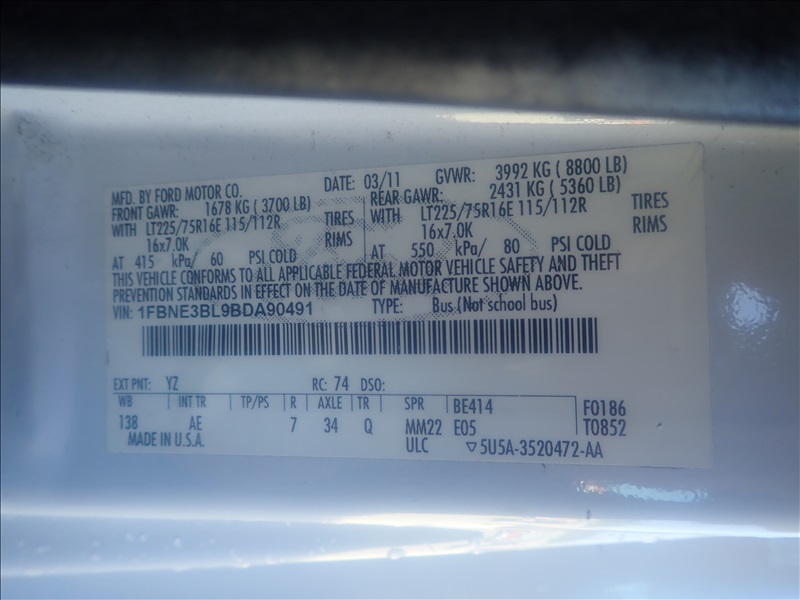 MFD. BY FORD MOTOR CO. DATE: 03/11 GVWR: 3992 KG ( 8800 LB)
FRONT GAWR: 1678 KG ( 3700 LB) REAR GAWR: 2431 KG ( 5360 LB)
WITH LT225/75R16E 115/112R TIRES WITH LT225/75R16E 115/112R TIRES
16x7.0K RIMS 16x7.0K RIMS
AT 415 kPa/ 60 PSI COLD AT 550 kPa/ 80 PSI COLD
THIS VEHICLE CONFORMS TO ALL APPLICABLE FEDERAL MOTOR VEHICLE SAFETY AND THEFT
PREVENTION STANDARDS IN EFFECT ON THE DATE OF MANUFACTURE SHOWN ABOVE.
VIN: 1FBNE3BL9BDA90491 TYPE: Bus (Not school bus)
EXT PNT: YZ RC: 74 DSO:
WB INT TR TP/PS R AXLE TR SPR BE414 F0186
138 AE 7 34 Q MM22 E05 T0852
MADE IN U.S.A. ULC ▽5U5A-3520472-AA